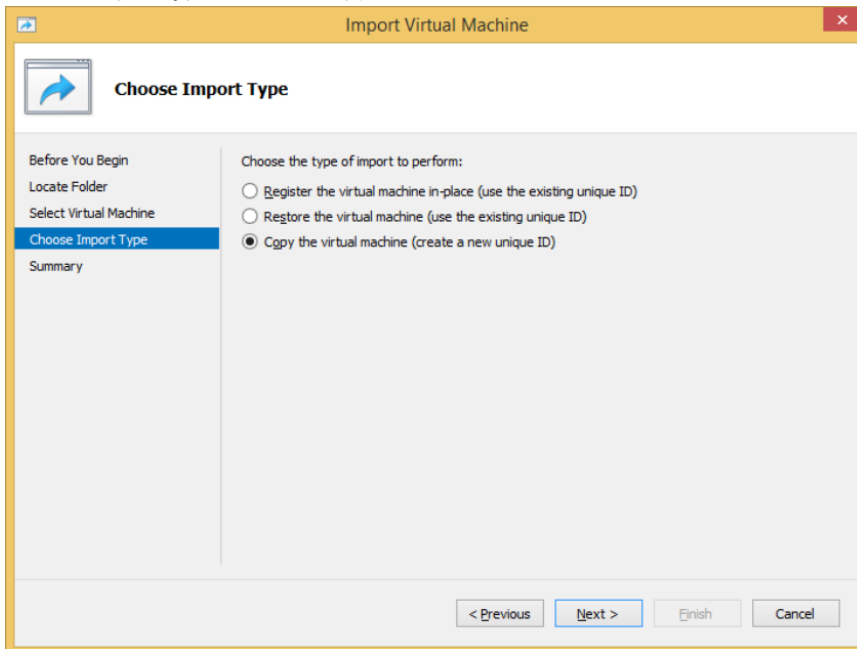 Import Virtual Machine
Choose Import Type
Before You Begin
Locate Folder
Select Virtual Machine
Choose Import Type
Summary
Choose the type of import to perform:
Register the virtual machine in-place (use the existing unique ID)
Restore the virtual machine (use the existing unique ID)
Copy the virtual machine (create a new unique ID)
< Previous
Next >
Finish
Cancel